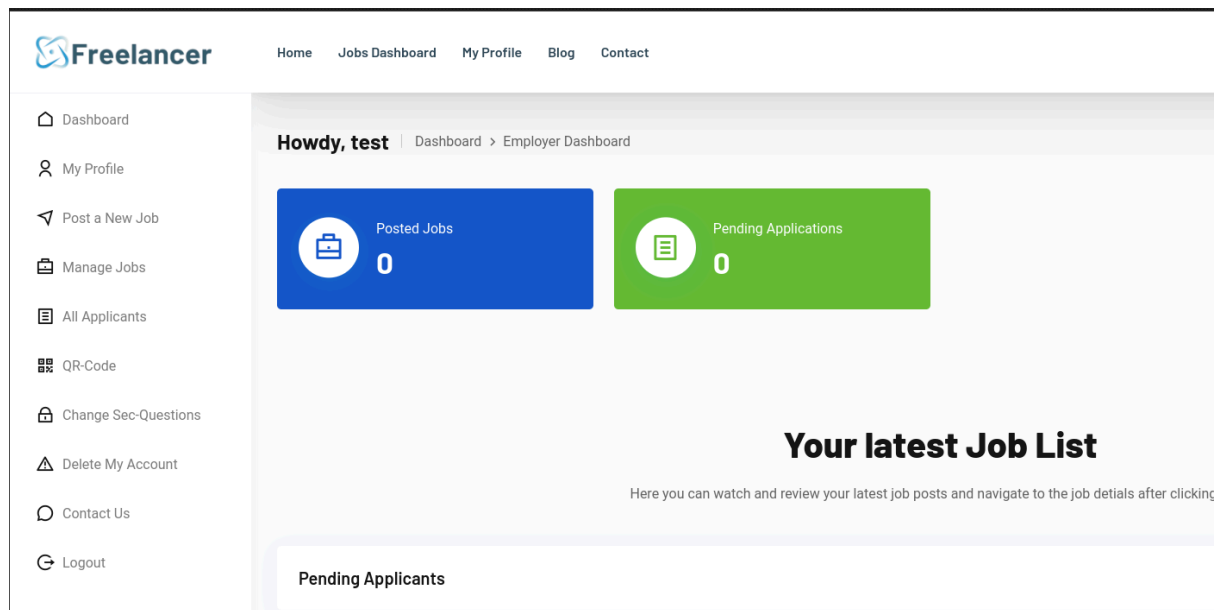 Freelancer
Home Jobs Dashboard My Profile Blog Contact
Dashboard
My Profile
Post a New Job
Manage Jobs
All Applicants
QR-Code
Change Sec-Questions
Delete My Account
Contact Us
Logout
Howdy, test Dashboard > Employer Dashboard
Posted Jobs
0
Pending Applications
0
Your latest Job List
Here you can watch and review your latest job posts and navigate to the job detials after clicking
Pending Applicants